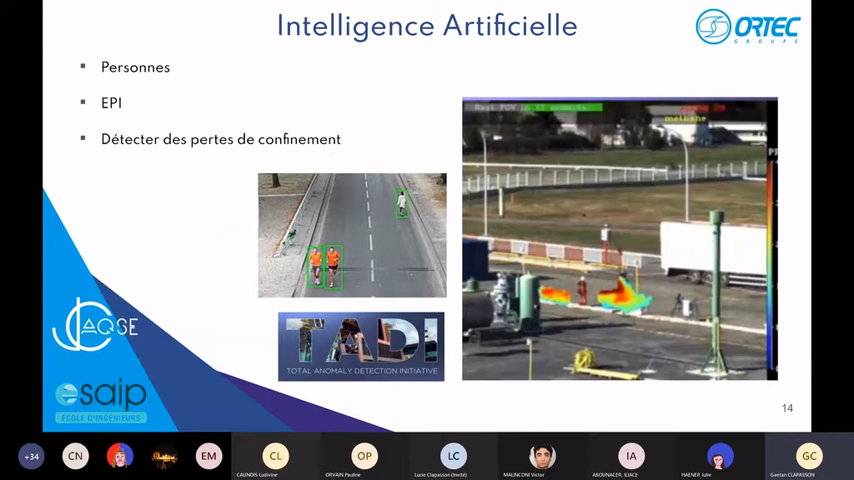 Intelligence Artificielle
ORTEC
GROUPE
Personnes
EPI
Détecter des pertes de confinement
methane
TADI
TOTAL ANOMALY DETECTION INITIATIVE
JC AQSE
esaip
ÉCOLE D'INGÉNIEURS
14
+34
CN
EM
CL
OP
LC
IA
GC
CAUNOIS Ludivine
ORVAIN Pauline
Lucie Clapasson (Invité)
MALINCONI Victor
ABOUNACER, ILIACE
HAENER Julie
Gaetan CLAPASSON